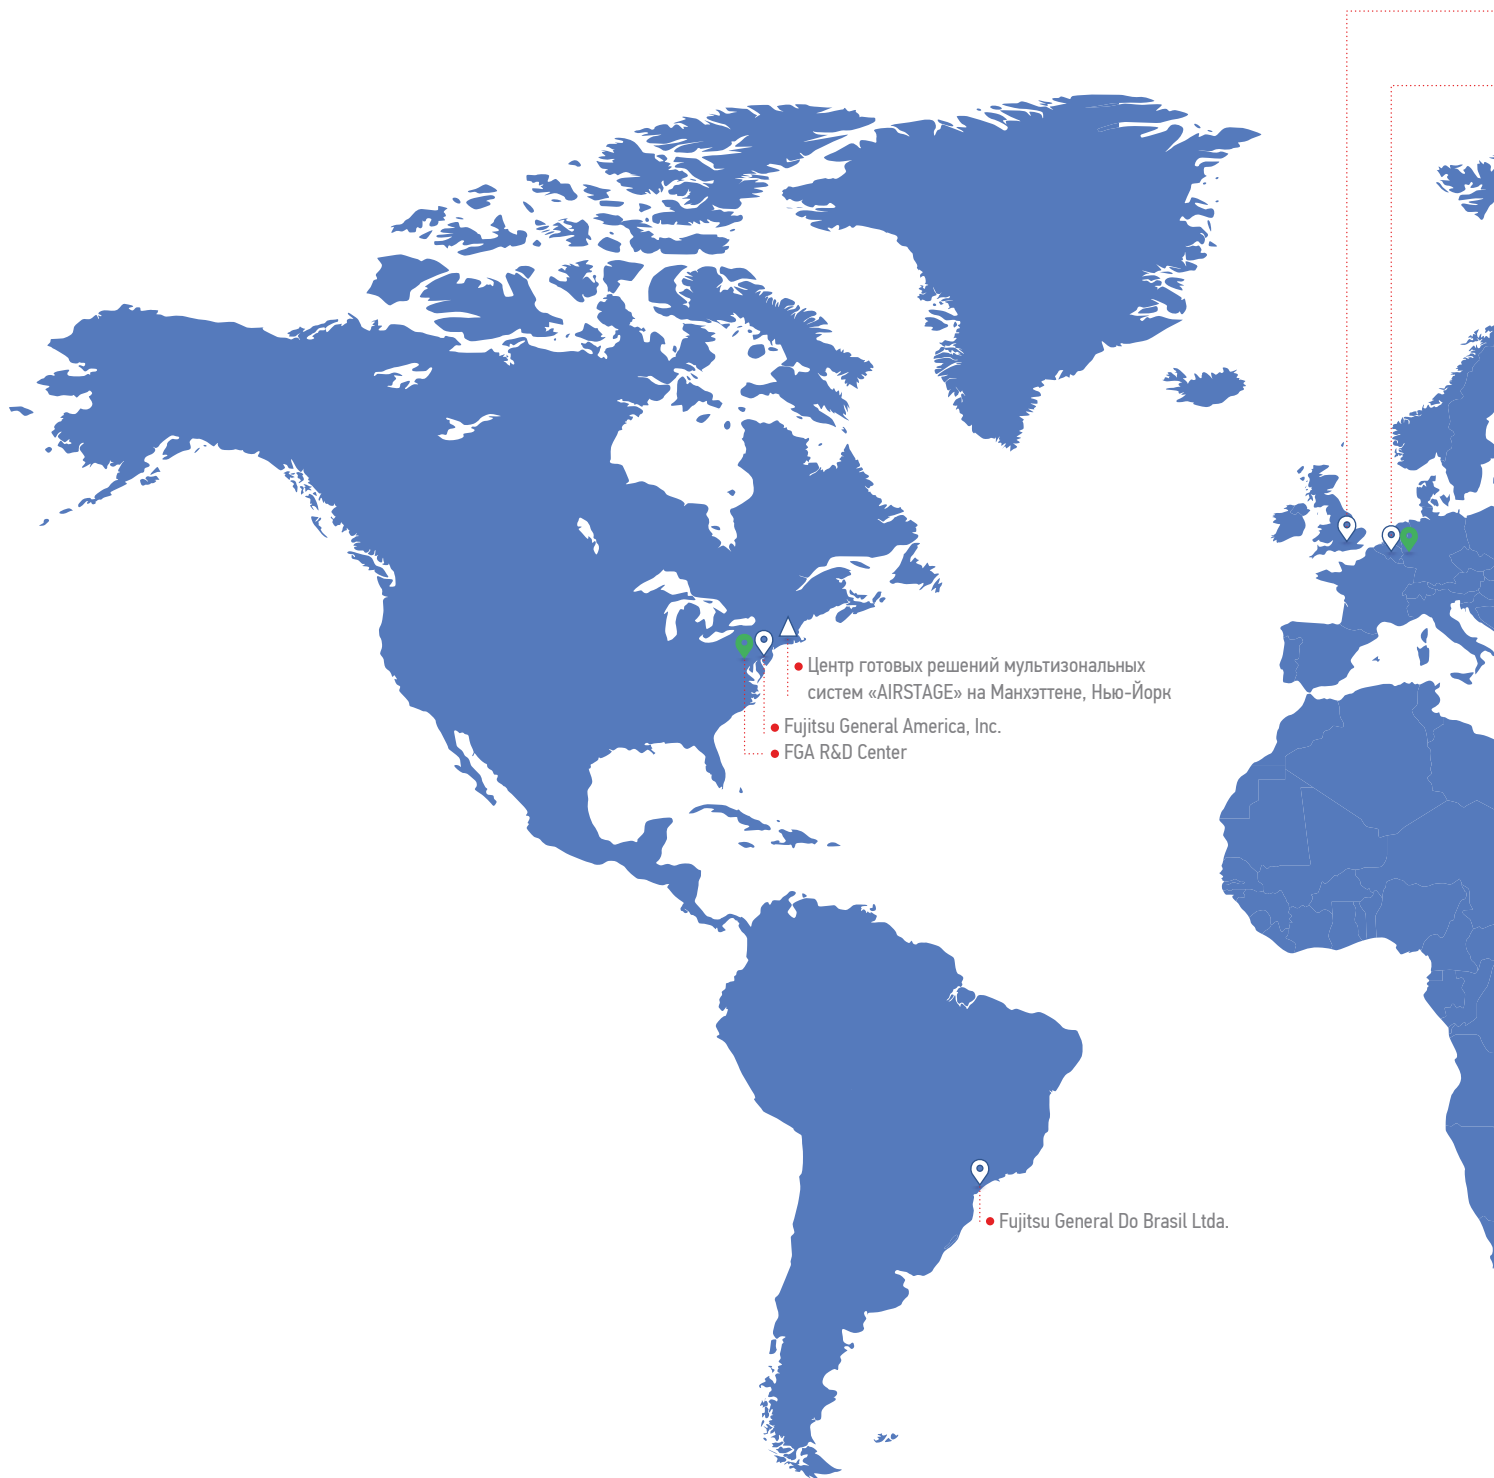 ● Центр готовых решений мультизональных
систем «AIRSTAGE» на Манхэттене, Нью-Йорк
● Fujitsu General America, Inc.
● FGA R&D Center
● Fujitsu General Do Brasil Ltda.